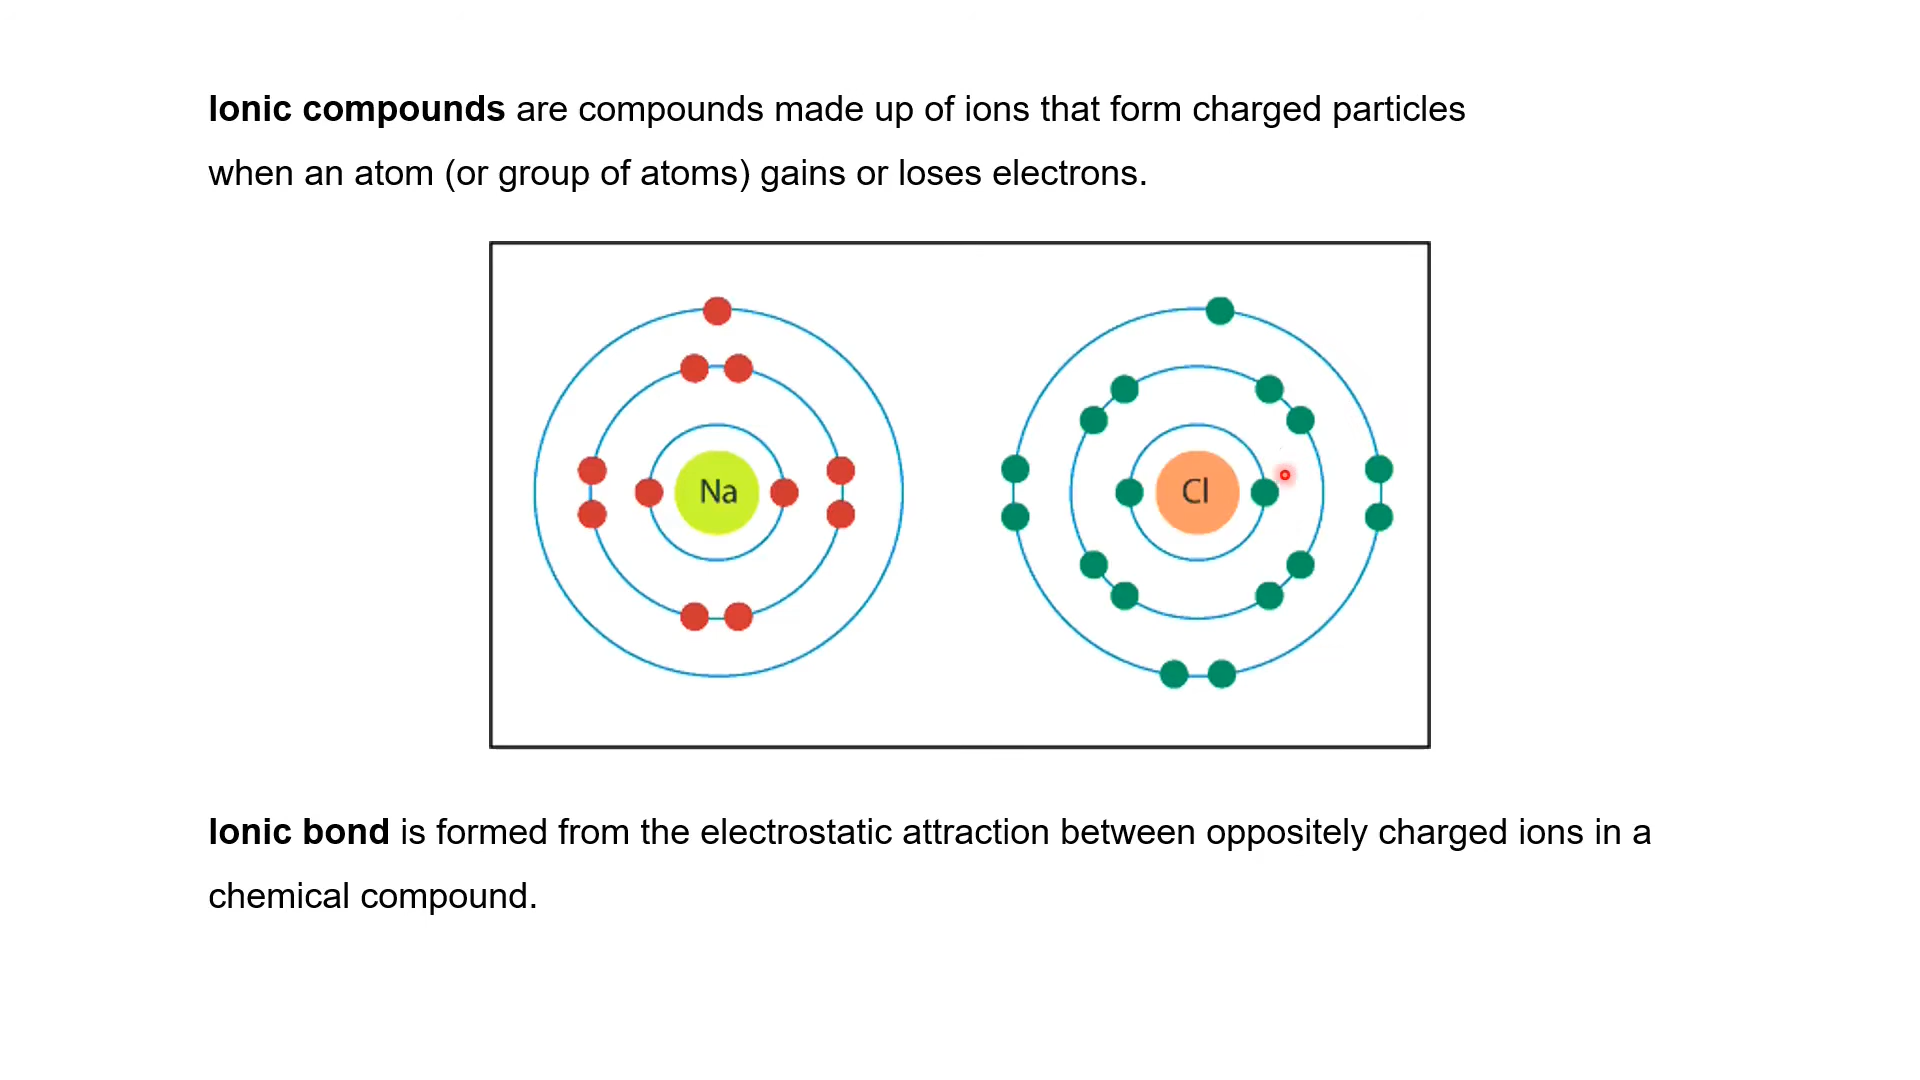 Ionic compounds are compounds made up of ions that form charged particles
when an atom (or group of atoms) gains or loses electrons.
Na
Cl
Ionic bond is formed from the electrostatic attraction between oppositely charged ions in a
chemical compound.